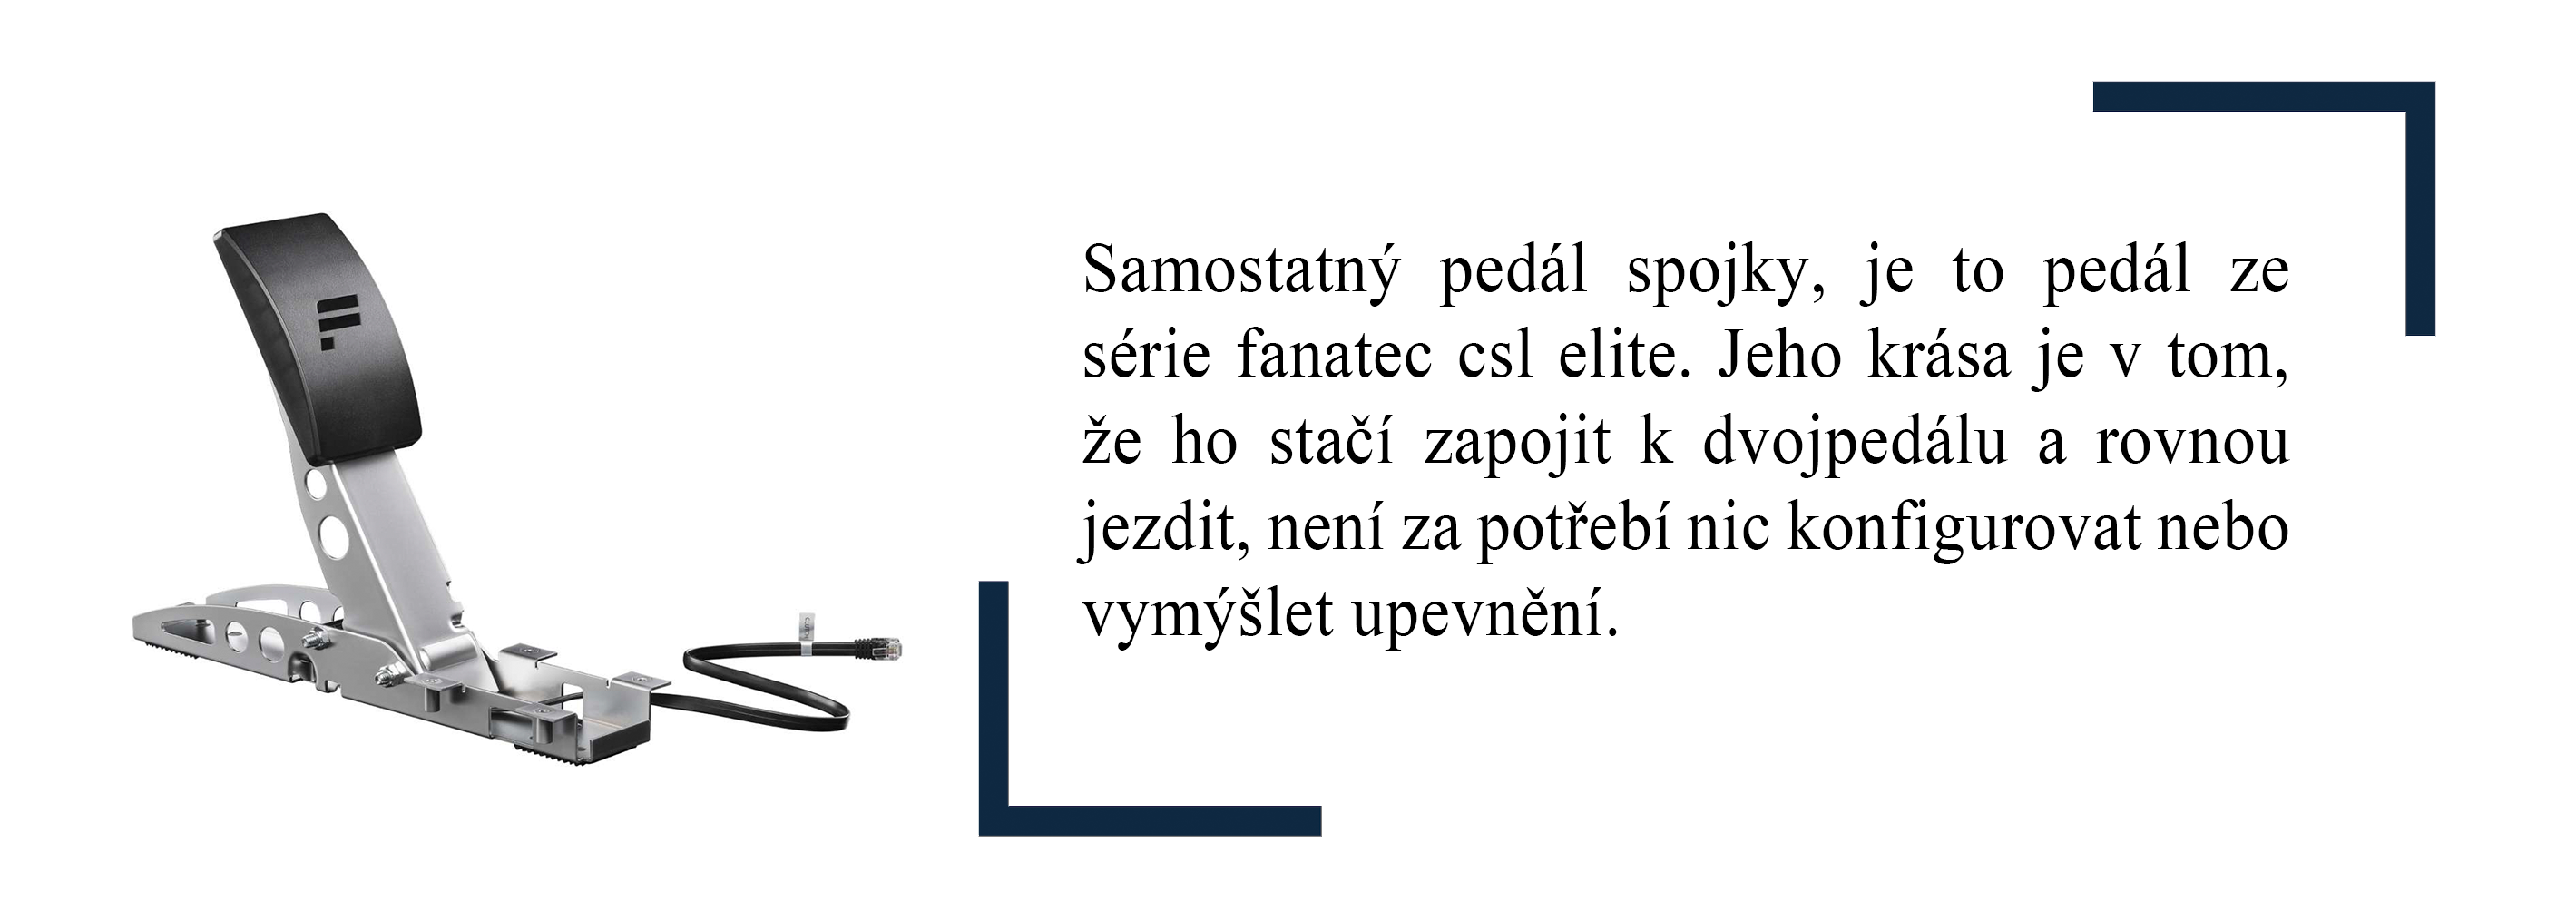 Samostatný pedál spojky, je to pedál ze
série fanatec csl elite. Jeho krása je v tom,
že ho stačí zapojit k dvojpedálu a rovnou
jezdit, není za potřebí nic konfigurovat nebo
vymýšlet upevnění.